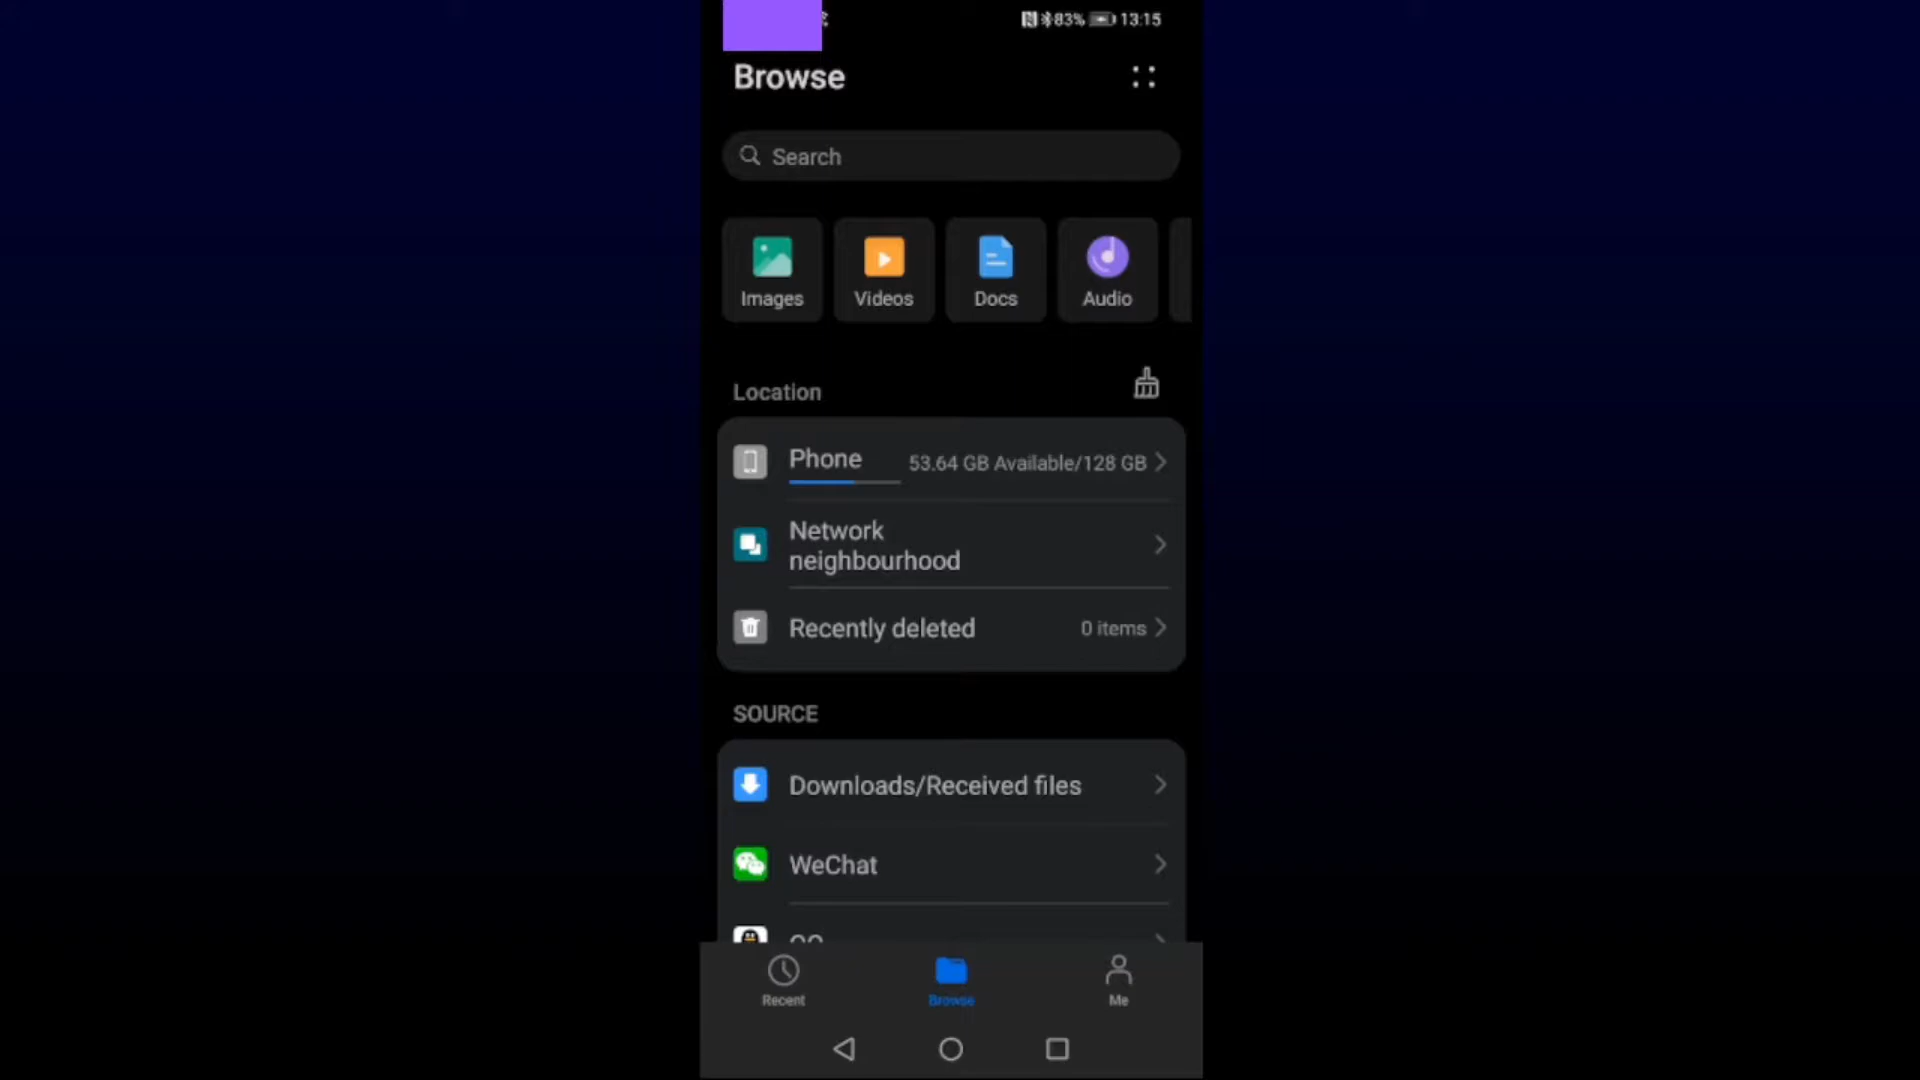 83% 13:15
Browse
Search
Images Videos Docs Audio
Location
Phone 53.64 GB Available/128 GB
Network
neighbourhood
Recently deleted 0 items
SOURCE
Downloads/Received files
WeChat
Recent Browse Me